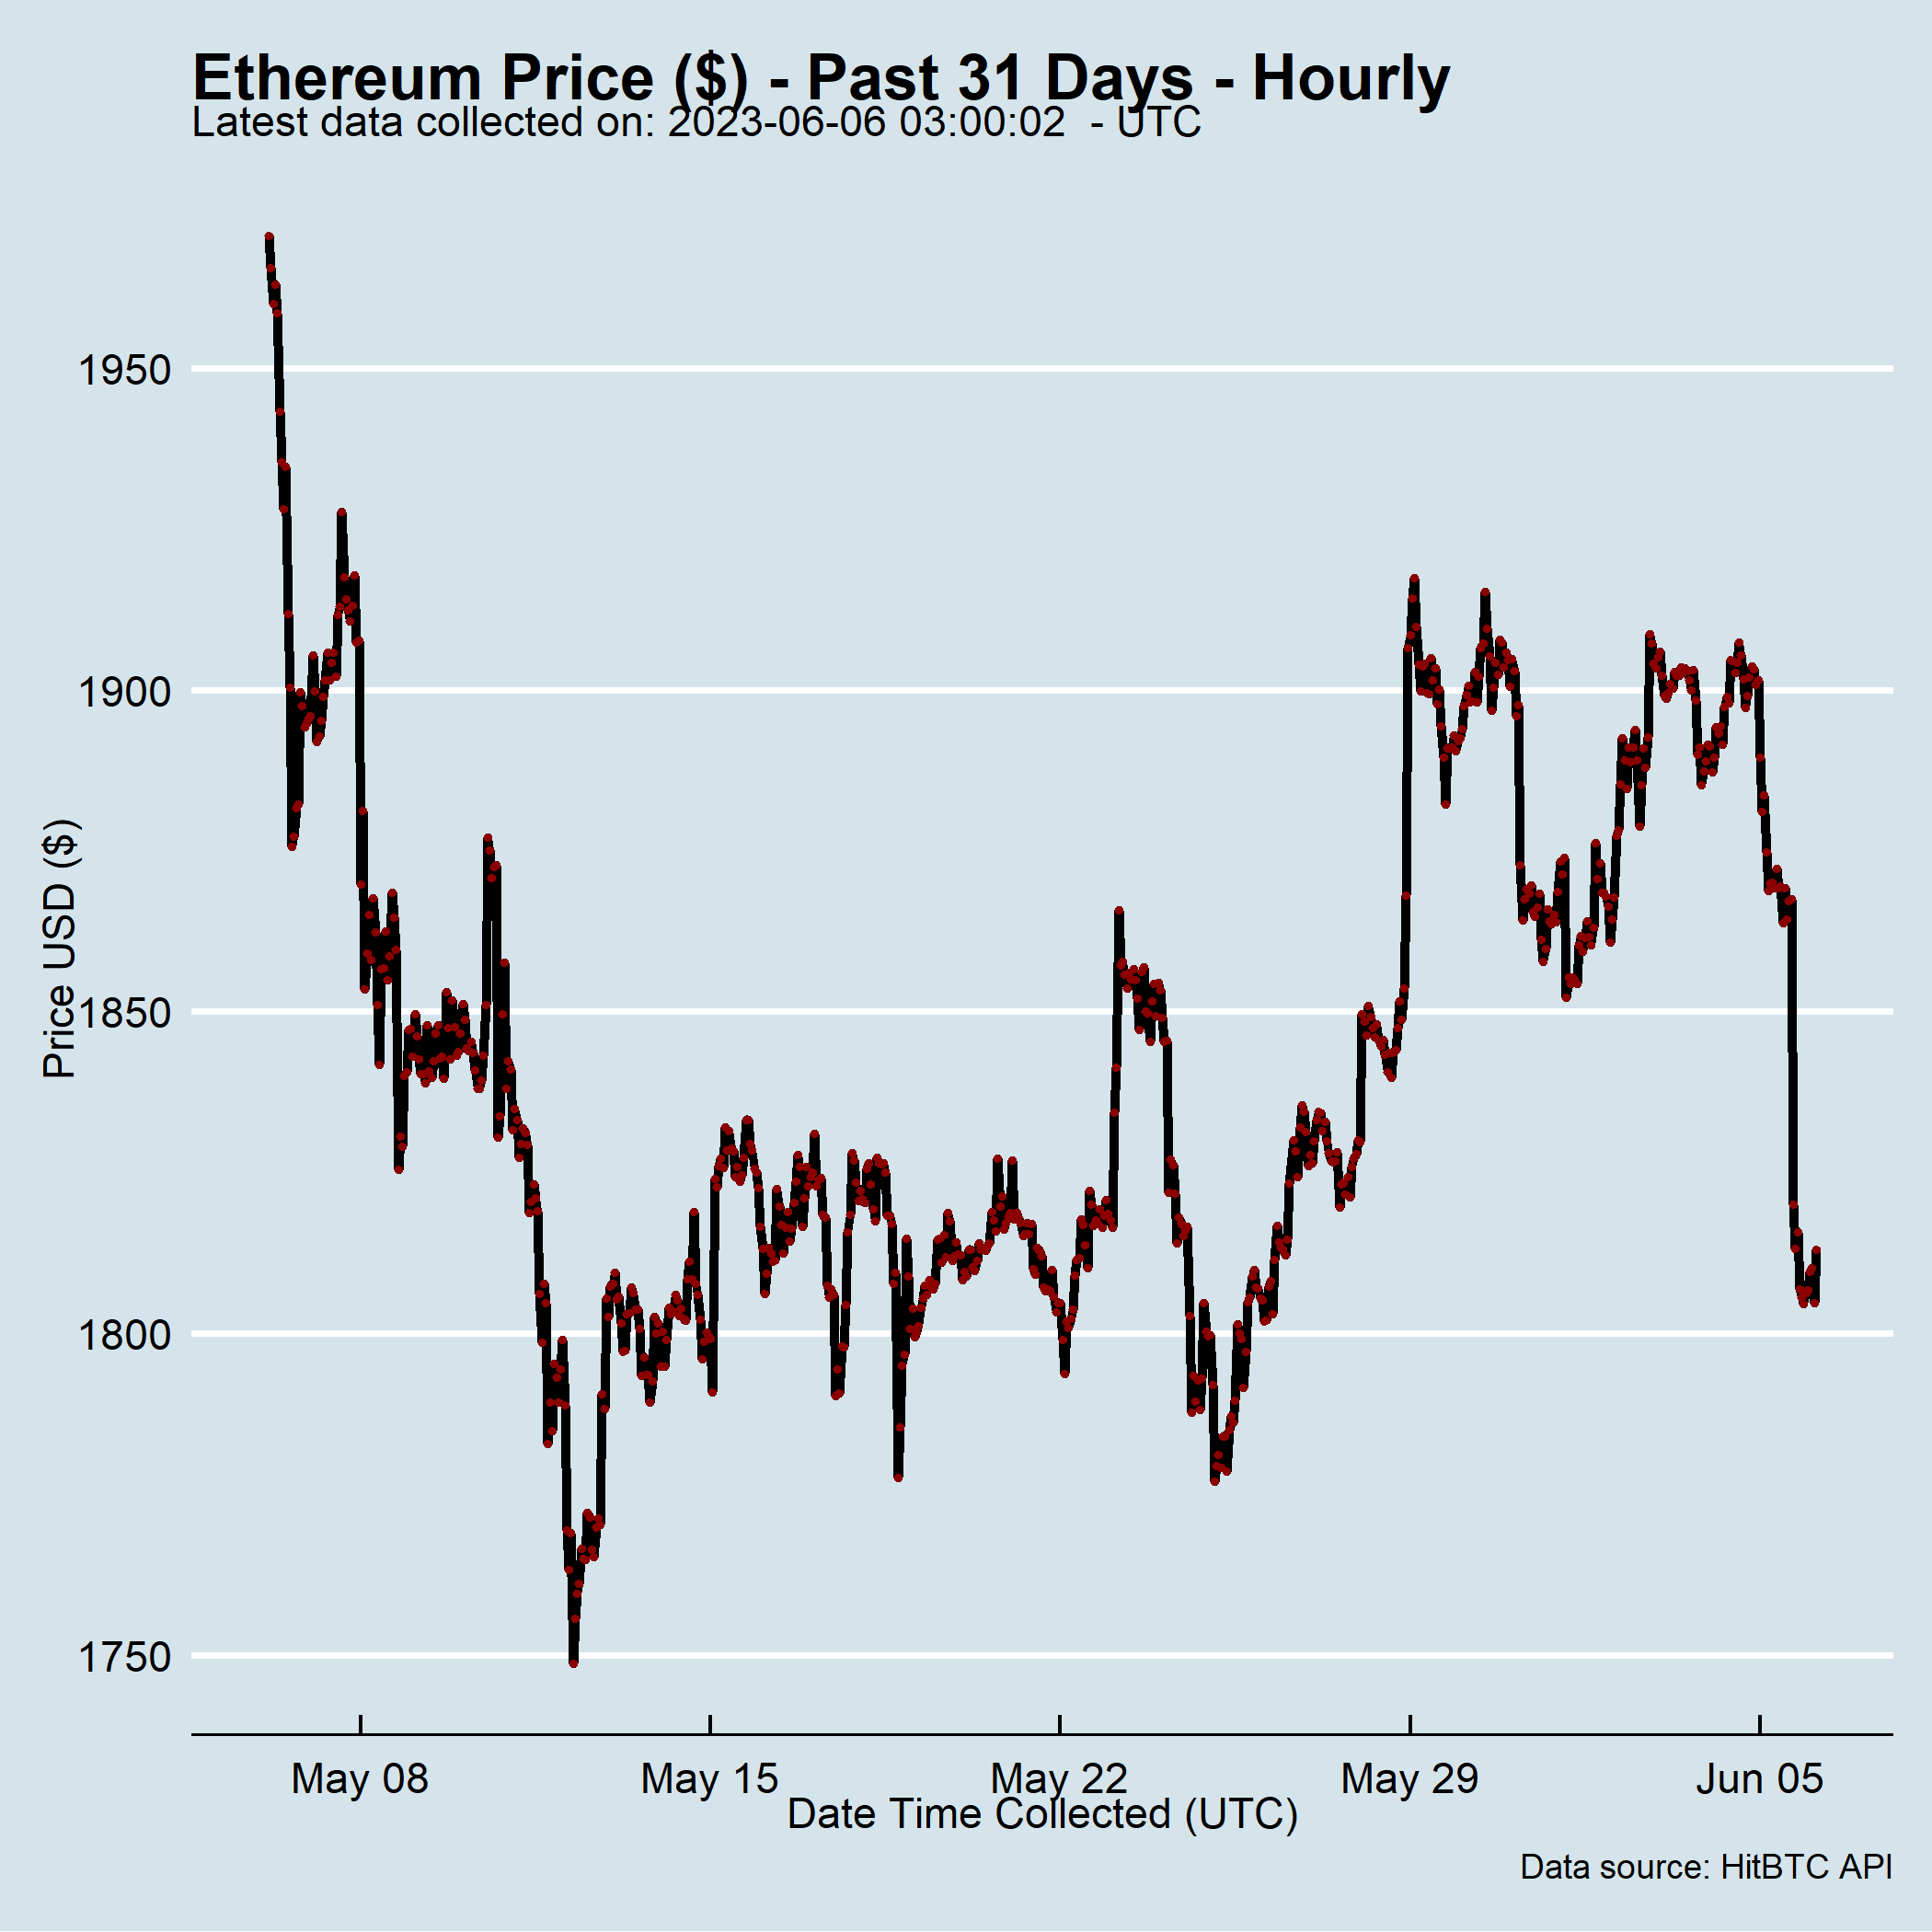 Ethereum Price ($) - Past 31 Days - Hourly
Latest data collected on: 2023-06-06 03:00:02  - UTC
Price USD ($)
1950
1900
1850
1800
1750
May 08
May 15
May 22
May 29
Jun 05
Date Time Collected (UTC)
Data source: HitBTC API